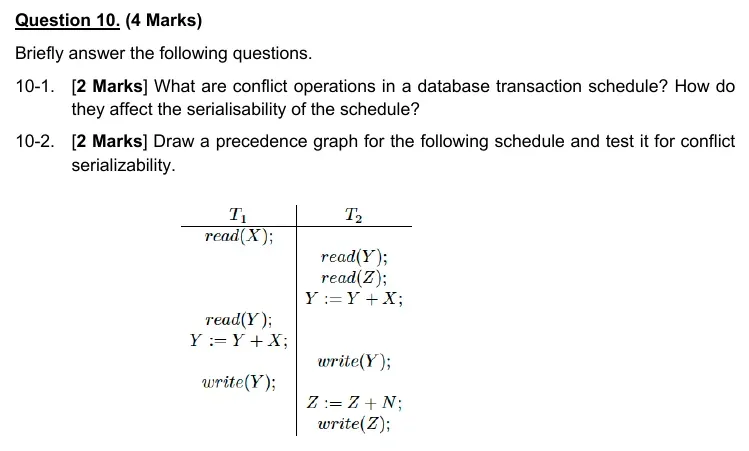 Question 10. (4 Marks)
Briefly answer the following questions.
10-1. [2 Marks] What are conflict operations in a database transaction schedule? How do
they affect the serialisability of the schedule?
10-2. [2 Marks] Draw a precedence graph for the following schedule and test it for conflict
serializability.
T1 T2
read(X);
read(Y);
read(Z);
Y := Y + X;
read(Y);
Y := Y + X;
write(Y);
write(Y);
Z := Z + N;
write(Z);